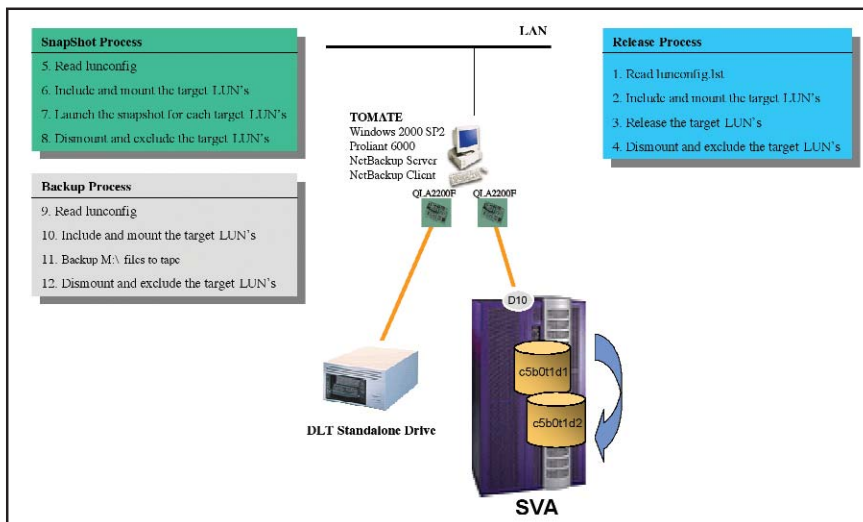 SnapShot Process
5. Read lunconfig
6. Include and mount the target LUN's
7. Launch the snapshot for each target LUN's
8. Dismount and exclude the target LUN's
Backup Process
9. Read lunconfig
10. Include and mount the target LUN's
11. Backup M:\ files to tape
12. Dismount and exclude the target LUN's
LAN
TOMATE
Windows 2000 SP2
Proliant 6000
NetBackup Server
NetBackup Client
QLA2200F
QLA2200F
Release Process
1. Read lunconfig.lst
2. Include and mount the target LUN's
3. Release the target LUN's
4. Dismount and exclude the target LUN's
D10
c5b0t1d1
c5b0t1d2
DLT Standalone Drive
SVA